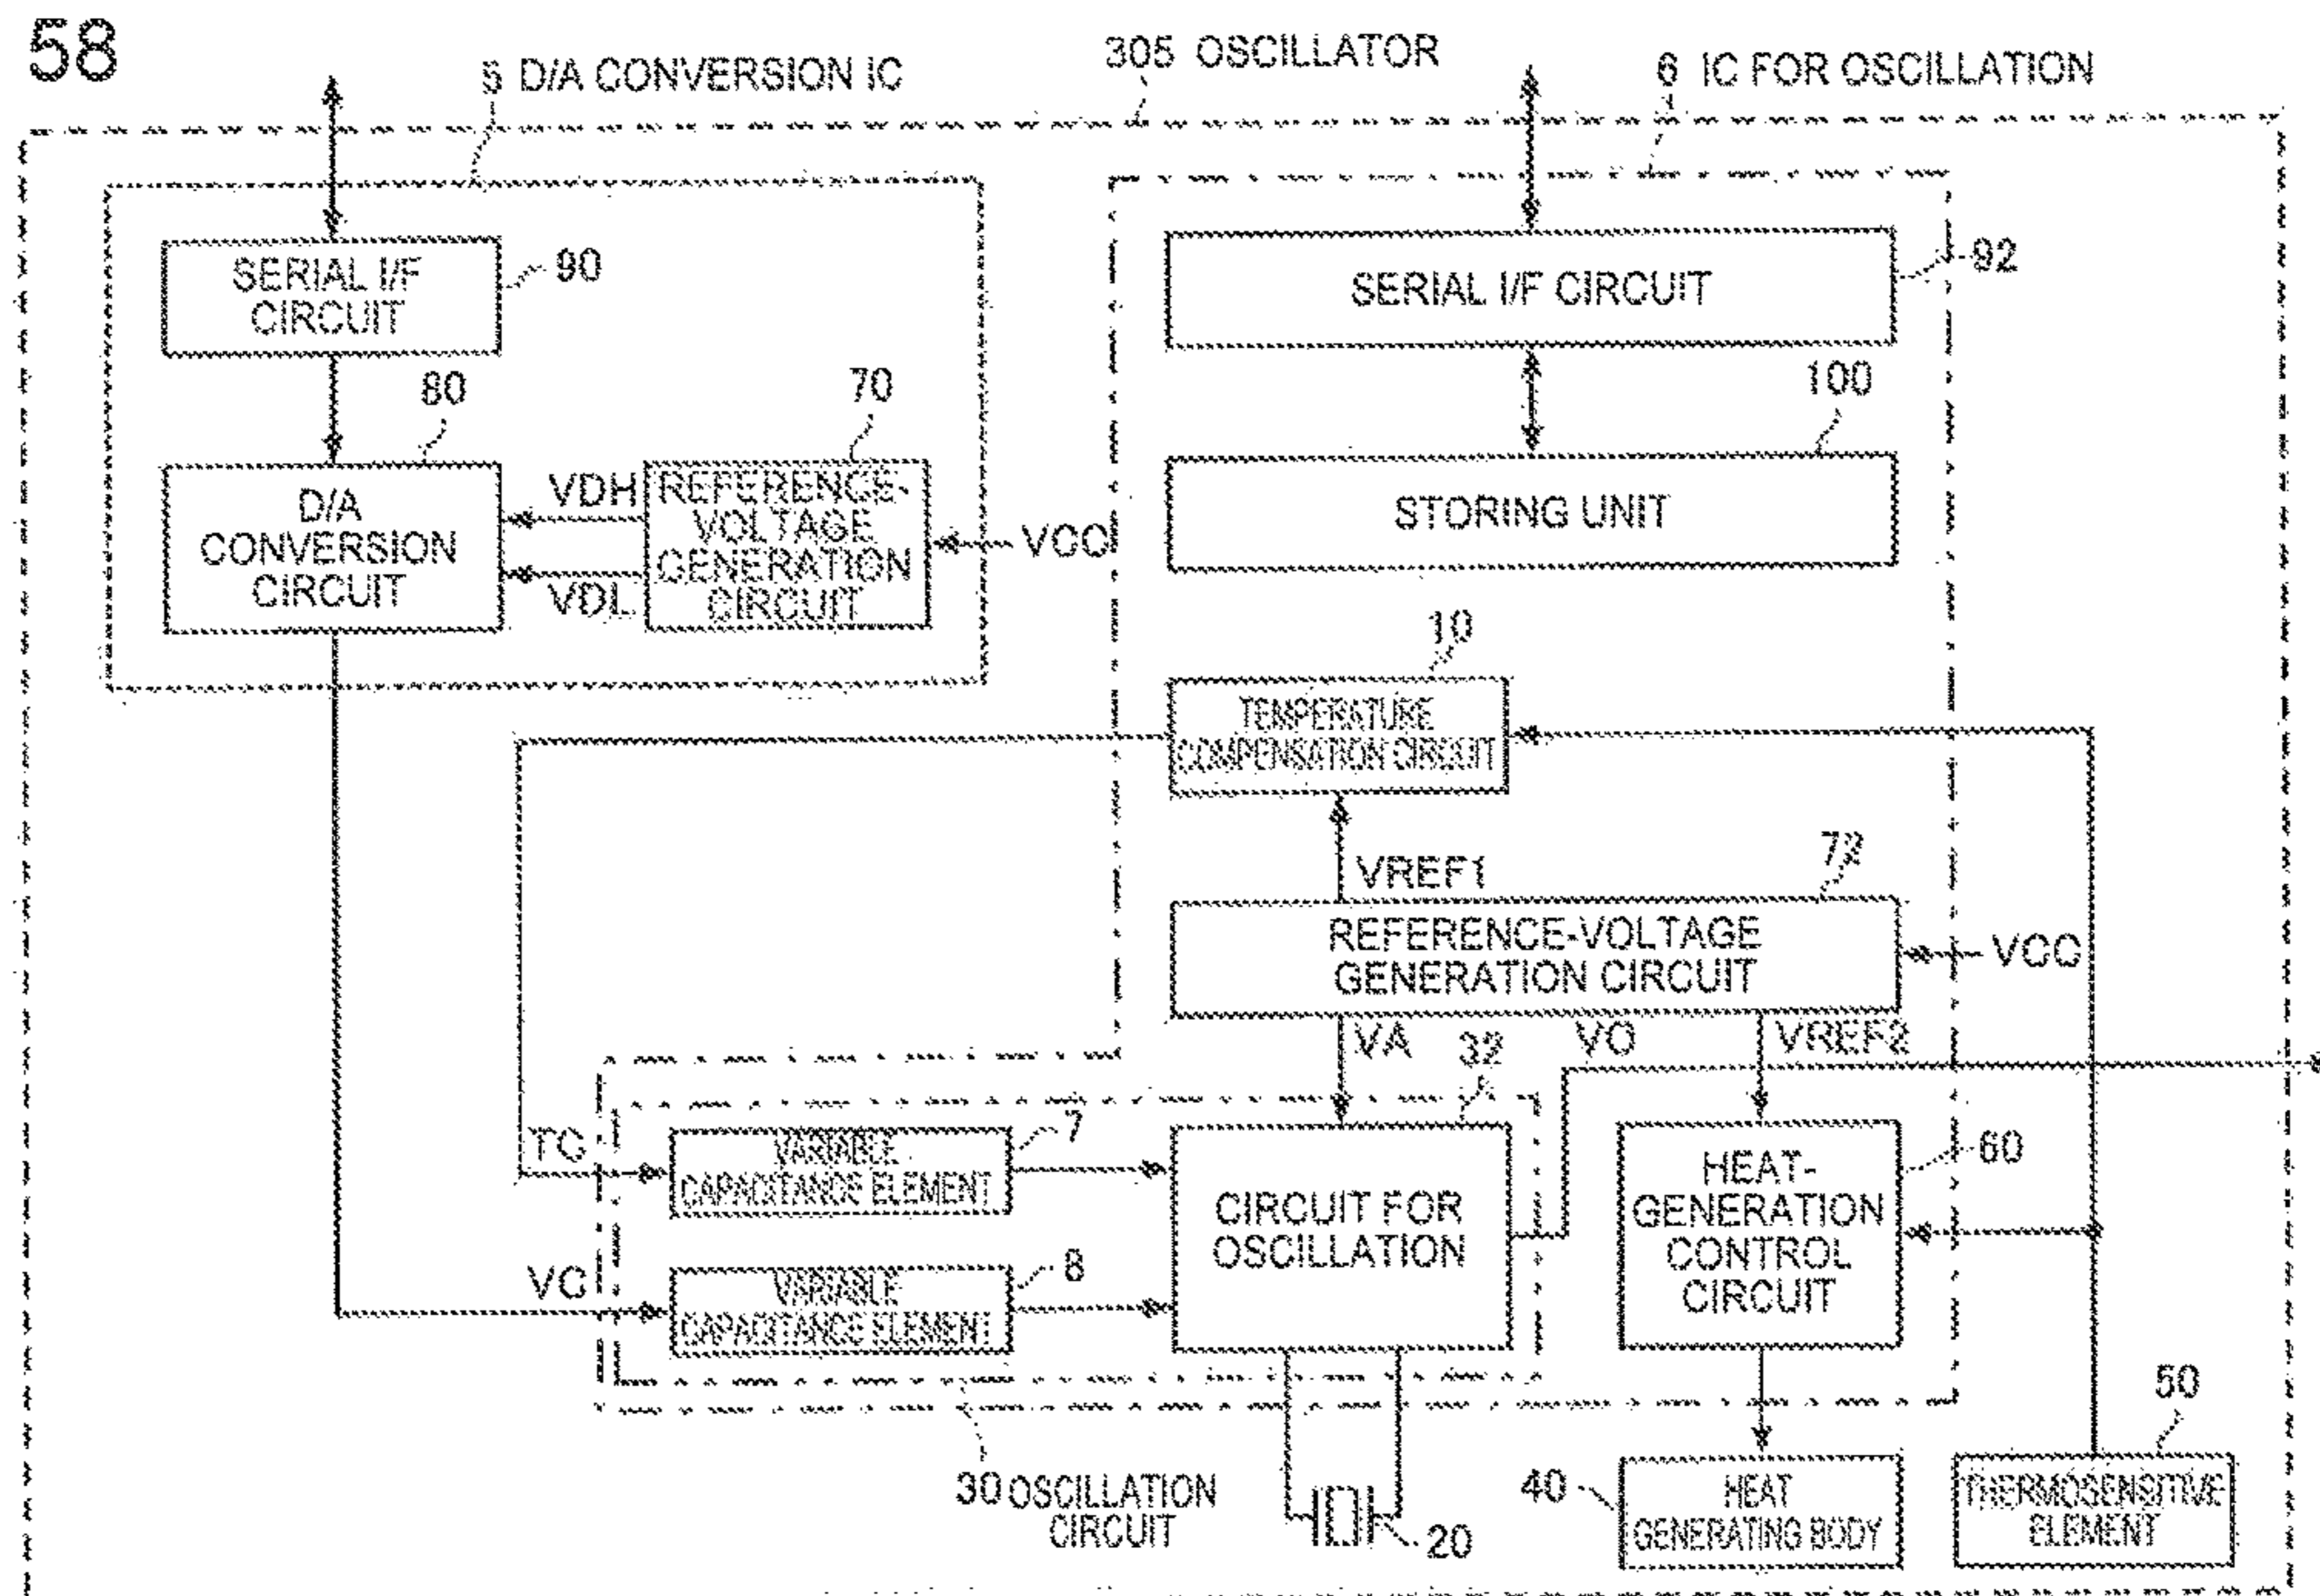 58
5 D/A CONVERSION IC
305 OSCILLATOR
6 IC FOR OSCILLATION
SERIAL I/F
CIRCUIT
90
SERIAL I/F CIRCUIT
92
80
70
100
D/A
CONVERSION
CIRCUIT
VDH
VDL
REFERENCE-
VOLTAGE
GENERATION
CIRCUIT
VCC
STORING UNIT
10
TEMPERATURE
COMPENSATION CIRCUIT
VREF1
72
REFERENCE-VOLTAGE
GENERATION CIRCUIT
VCC
VA
32
VO
VREF2
TC
VARIABLE
CAPACITANCE ELEMENT
7
VC
VARIABLE
CAPACITANCE ELEMENT
8
CIRCUIT FOR
OSCILLATION
HEAT-
GENERATION
CONTROL
CIRCUIT
60
30 OSCILLATION
CIRCUIT
20
40
HEAT
GENERATING BODY
50
THERMOSENSITIVE
ELEMENT